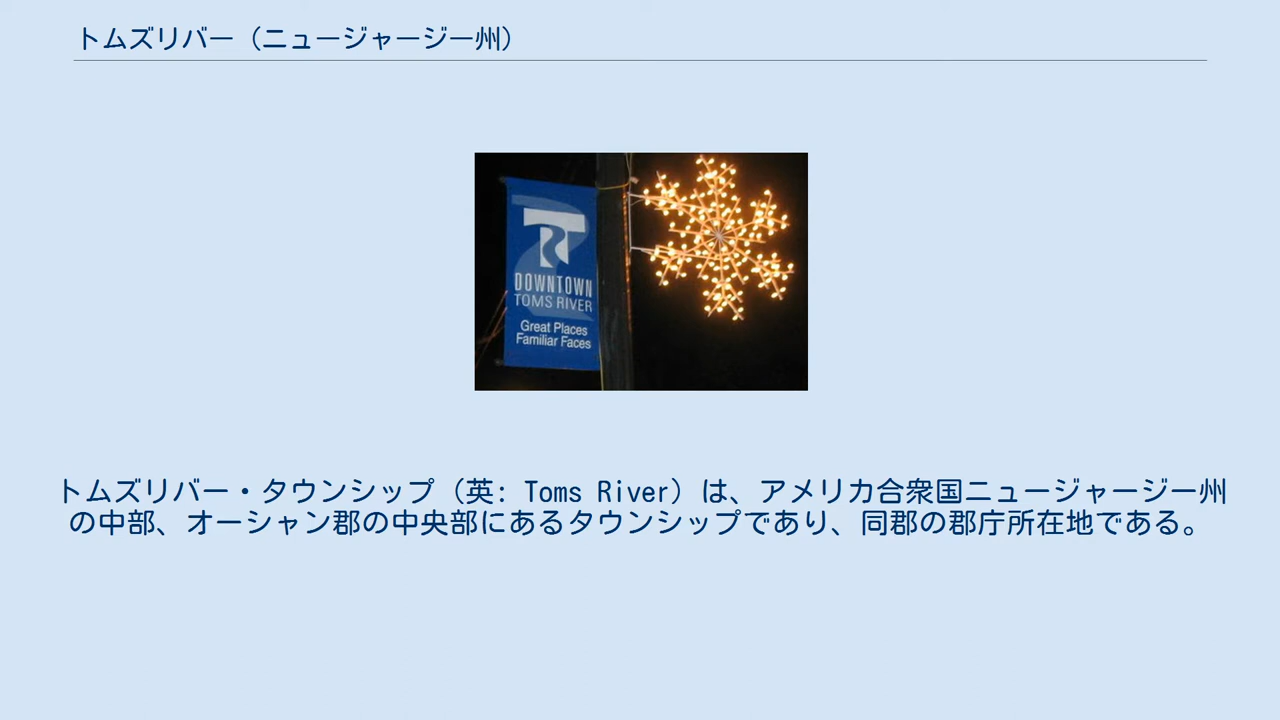 トムズリバー（ニュージャージー州）
DOWNTOWN
TOMS RIVER
Great Places
Familiar Faces
トムズリバー・タウンシップ（英: Toms River）は、アメリカ合衆国ニュージャージー州
の中部、オーシャン郡の中央部にあるタウンシップであり、同郡の郡庁所在地である。